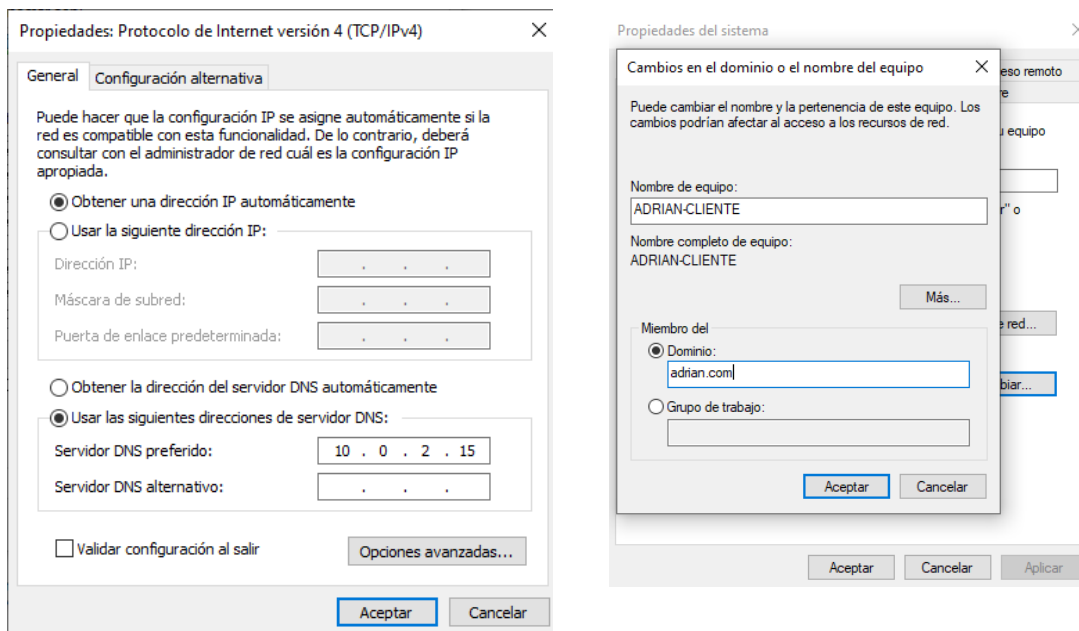 Propiedades: Protocolo de Internet versión 4 (TCP/IPv4)
General
Configuración alternativa
Puede hacer que la configuración IP se asigne automáticamente si la
red es compatible con esta funcionalidad. De lo contrario, deberá
consultar con el administrador de red cuál es la configuración IP
apropiada.
Obtener una dirección IP automáticamente
Usar la siguiente dirección IP:
Dirección IP:
Máscara de subred:
Puerta de enlace predeterminada:
Obtener la dirección del servidor DNS automáticamente
Usar las siguientes direcciones de servidor DNS:
Servidor DNS preferido:
10 . 0 . 2 . 15
Servidor DNS alternativo:
Validar configuración al salir
Opciones avanzadas...
Aceptar
Cancelar
Propiedades del sistema
Cambios en el dominio o el nombre del equipo
Puede cambiar el nombre y la pertenencia de este equipo. Los
cambios podrían afectar al acceso a los recursos de red.
Nombre de equipo:
ADRIAN-CLIENTE
Nombre completo de equipo:
ADRIAN-CLIENTE
Más...
Miembro del
Dominio:
adrian.com
Grupo de trabajo:
Aceptar
Cancelar
eso remoto
re
u equipo
r" o
e red...
biar...
Aceptar
Cancelar
Aplicar